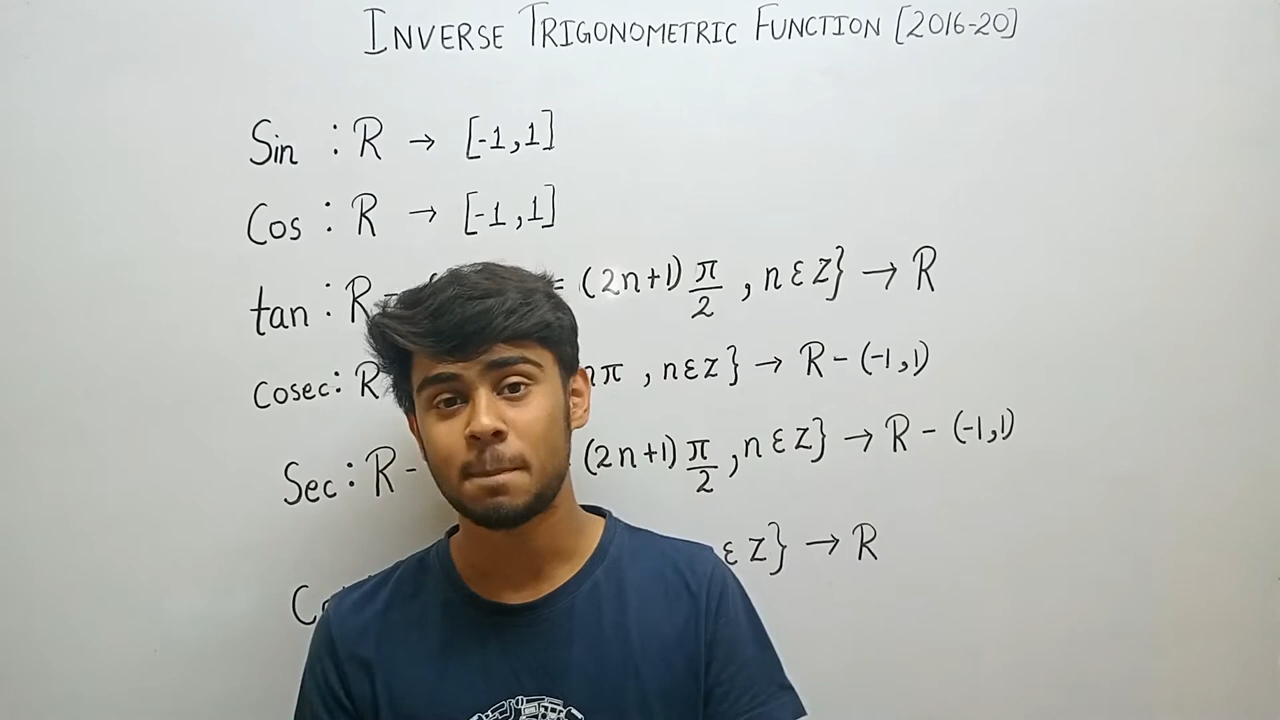 INVERSE TRIGONOMETRIC FUNCTION [2016-20]
Sin : R → [-1,1]
Cos : R → [-1,1]
tan : R - = (2n+1) π/2 , n ε Z} → R
cosec : R nπ , n ε z } → R - (-1,1)
Sec : R - (2n+1) π/2 , n ε Z} → R - (-1,1)
ε Z} → R